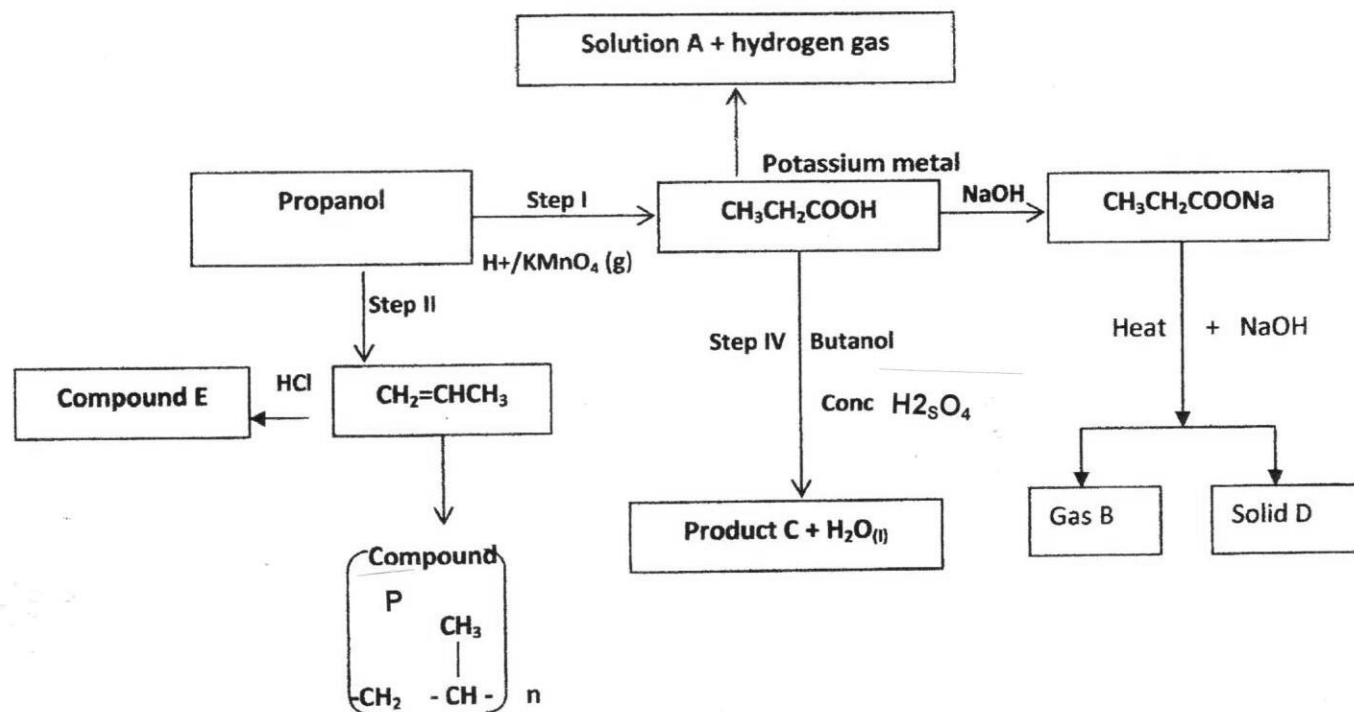 Solution A + hydrogen gas
Potassium metal
Propanol
Step I
H+/KMnO₄ (g)
CH₃CH₂COOH
NaOH
CH₃CH₂COONa
Step II
Step IV
Butanol
Conc H2SO₄
Heat + NaOH
Compound E
HCl
CH₂=CHCH₃
Product C + H₂O(l)
Gas B
Solid D
Compound
P
CH₃
-CH₂ - CH - n